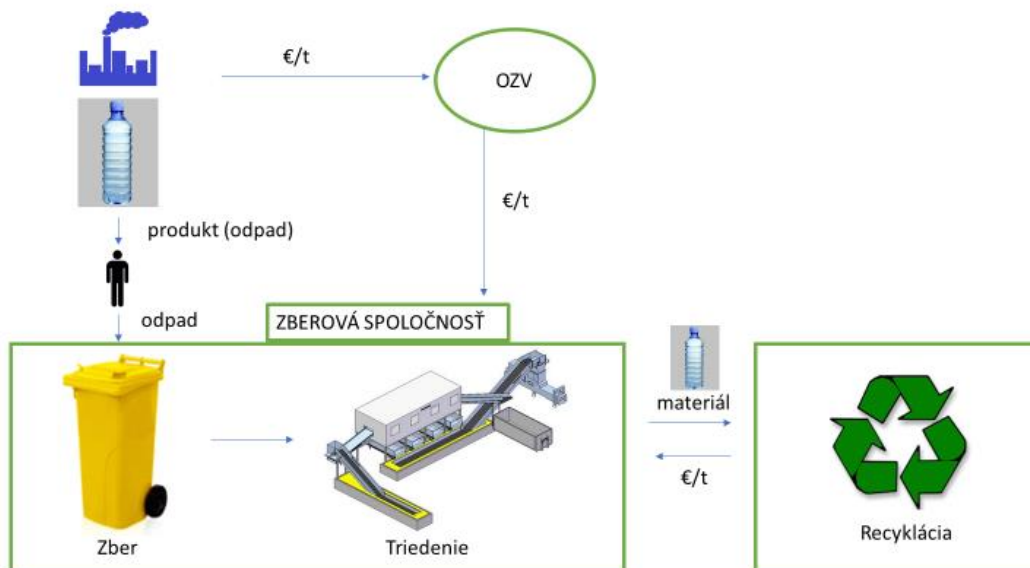 €/t
OZV
€/t
produkt (odpad)
odpad
ZBEROVÁ SPOLOČNOSŤ
materiál
€/t
Zber
Triedenie
Recyklácia